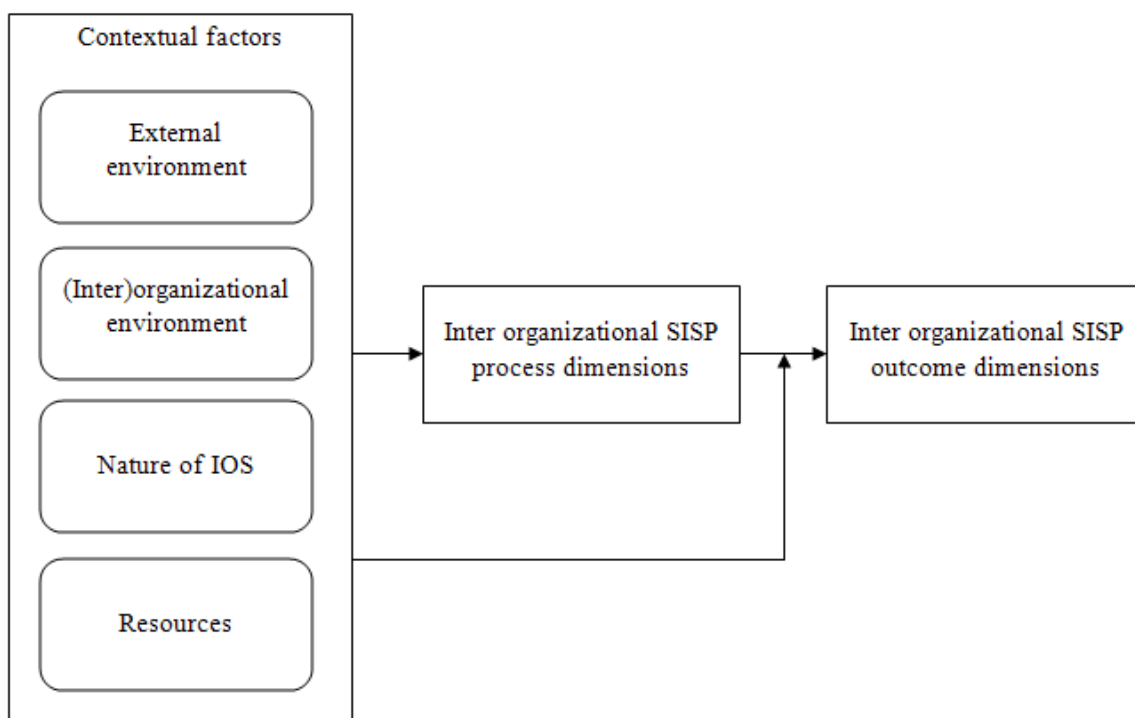 Contextual factors
External
environment
(Inter)organizational
environment
Nature of IOS
Resources
Inter organizational SISP
process dimensions
Inter organizational SISP
outcome dimensions